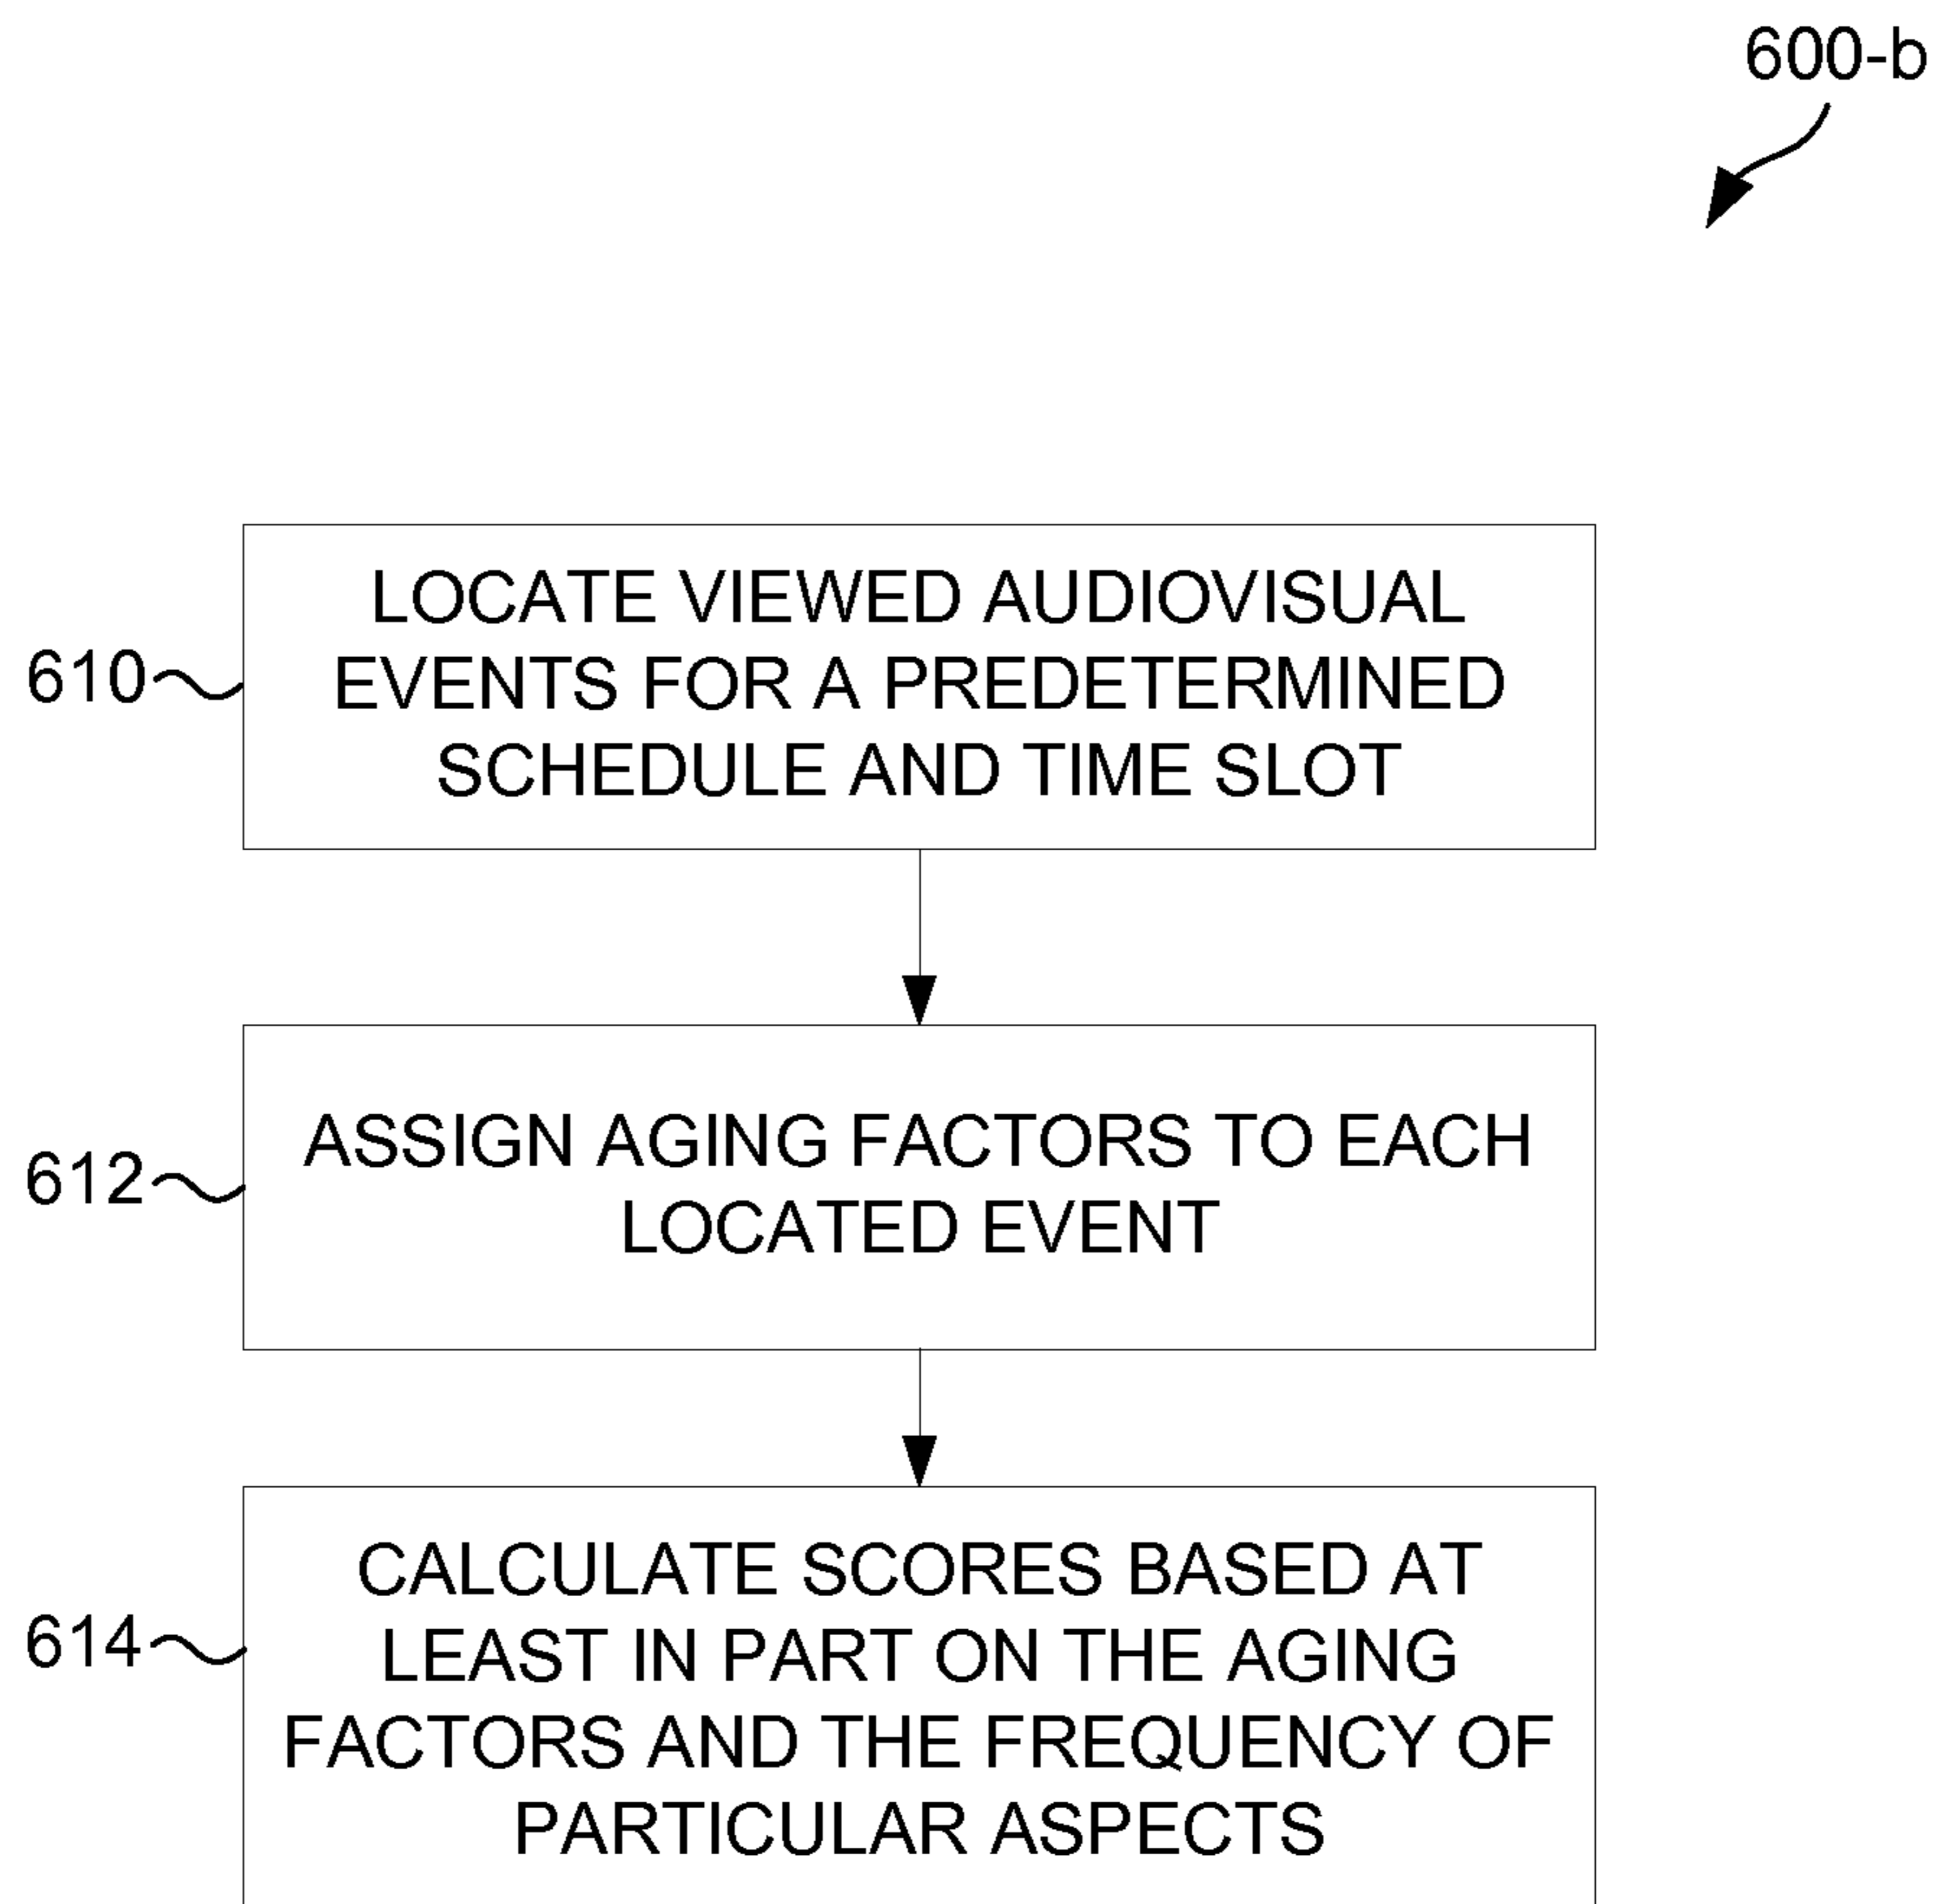 600-b
LOCATE VIEWED AUDIOVISUAL
EVENTS FOR A PREDETERMINED
SCHEDULE AND TIME SLOT
610
ASSIGN AGING FACTORS TO EACH
LOCATED EVENT
612
CALCULATE SCORES BASED AT
LEAST IN PART ON THE AGING
FACTORS AND THE FREQUENCY OF
PARTICULAR ASPECTS
614